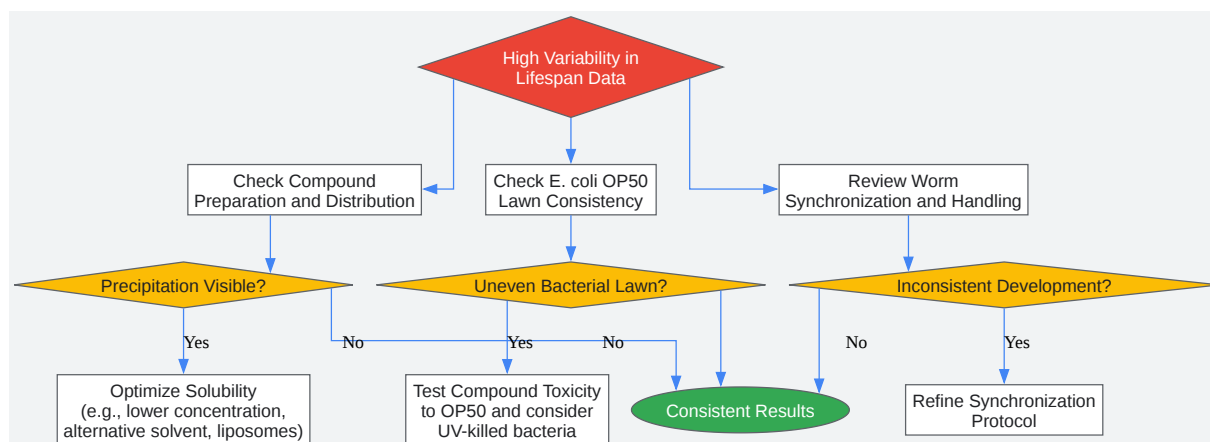 High Variability in
Lifespan Data
Check Compound
Preparation and Distribution
Check E. coli OP50
Lawn Consistency
Review Worm
Synchronization and Handling
Precipitation Visible?
Uneven Bacterial Lawn?
Inconsistent Development?
Yes
No
Yes
No
No
Yes
Optimize Solubility
(e.g., lower concentration,
alternative solvent, liposomes)
Test Compound Toxicity
to OP50 and consider
UV-killed bacteria
Consistent Results
Refine Synchronization
Protocol